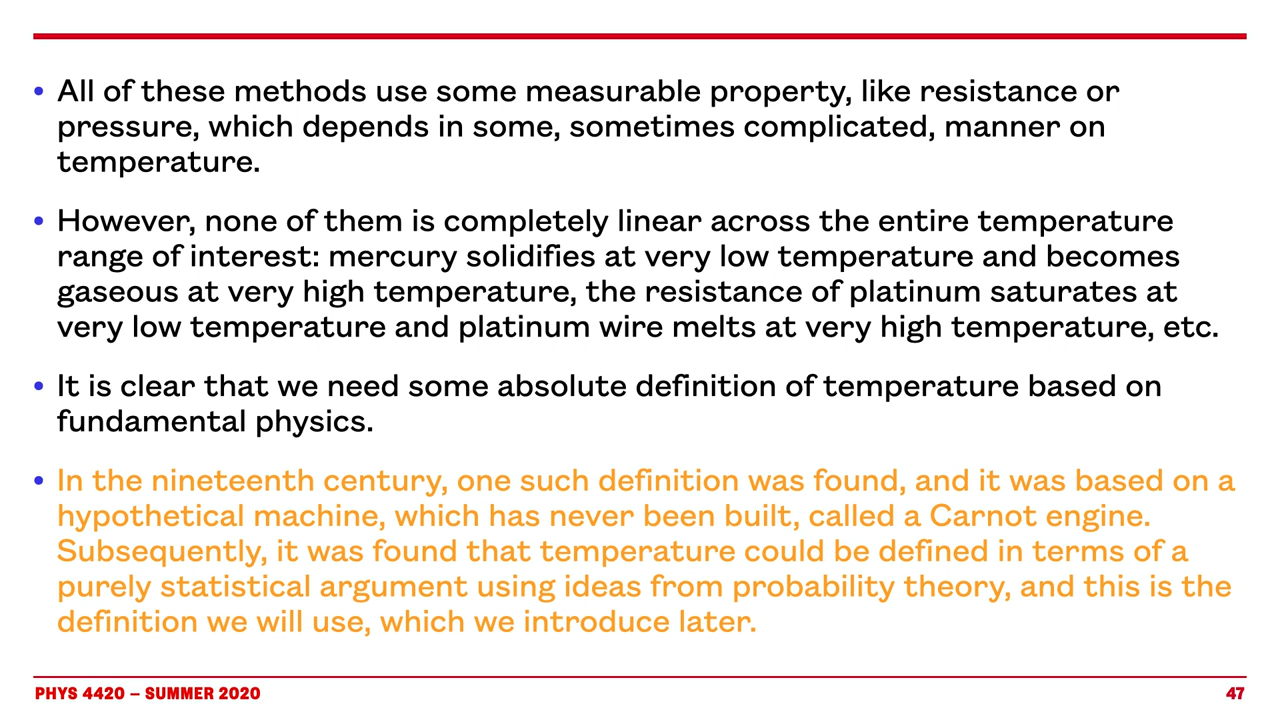 • All of these methods use some measurable property, like resistance or
pressure, which depends in some, sometimes complicated, manner on
temperature.
• However, none of them is completely linear across the entire temperature
range of interest: mercury solidifies at very low temperature and becomes
gaseous at very high temperature, the resistance of platinum saturates at
very low temperature and platinum wire melts at very high temperature, etc.
• It is clear that we need some absolute definition of temperature based on
fundamental physics.
• In the nineteenth century, one such definition was found, and it was based on a
hypothetical machine, which has never been built, called a Carnot engine.
Subsequently, it was found that temperature could be defined in terms of a
purely statistical argument using ideas from probability theory, and this is the
definition we will use, which we introduce later.
PHYS 4420 – SUMMER 2020
47